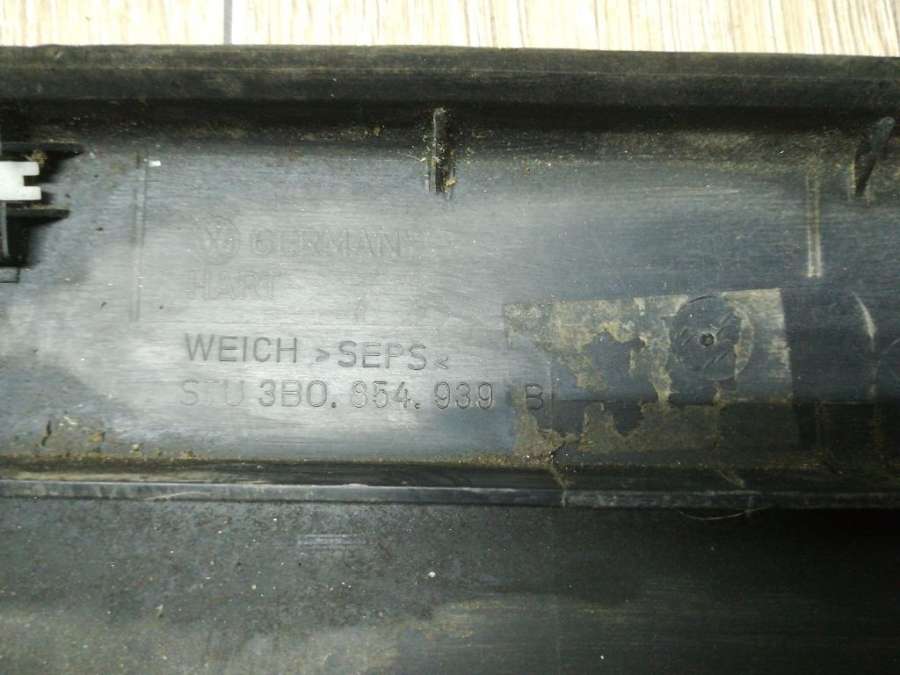 GERMANY
HART
WEICH >SEPS<
STU 3B0.854.939 B